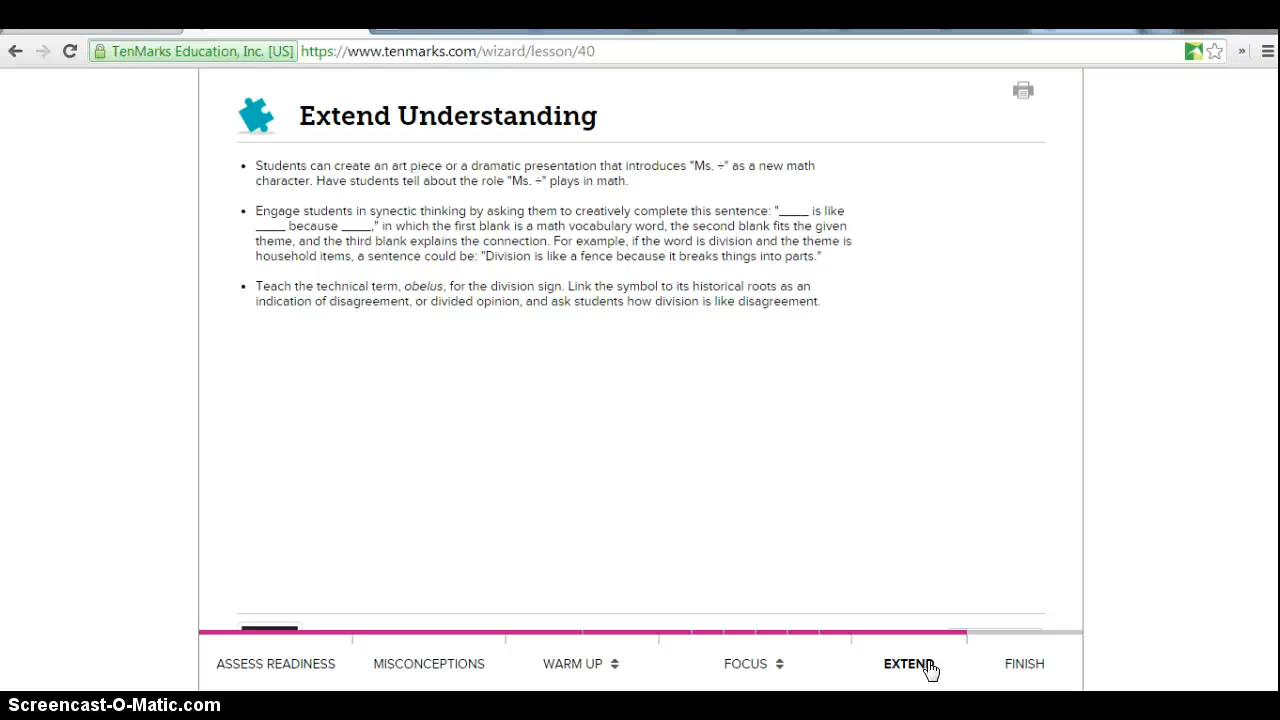 TenMarks Education, Inc. [US] https://www.tenmarks.com/wizard/lesson/40
Extend Understanding
• Students can create an art piece or a dramatic presentation that introduces "Ms. ÷" as a new math
character. Have students tell about the role "Ms. ÷" plays in math.
• Engage students in synectic thinking by asking them to creatively complete this sentence: "____ is like
____ because ____," in which the first blank is a math vocabulary word, the second blank fits the given
theme, and the third blank explains the connection. For example, if the word is division and the theme is
household items, a sentence could be: "Division is like a fence because it breaks things into parts."
• Teach the technical term, obelus, for the division sign. Link the symbol to its historical roots as an
indication of disagreement, or divided opinion, and ask students how division is like disagreement.
ASSESS READINESS MISCONCEPTIONS WARM UP FOCUS EXTEND FINISH
Screencast-O-Matic.com